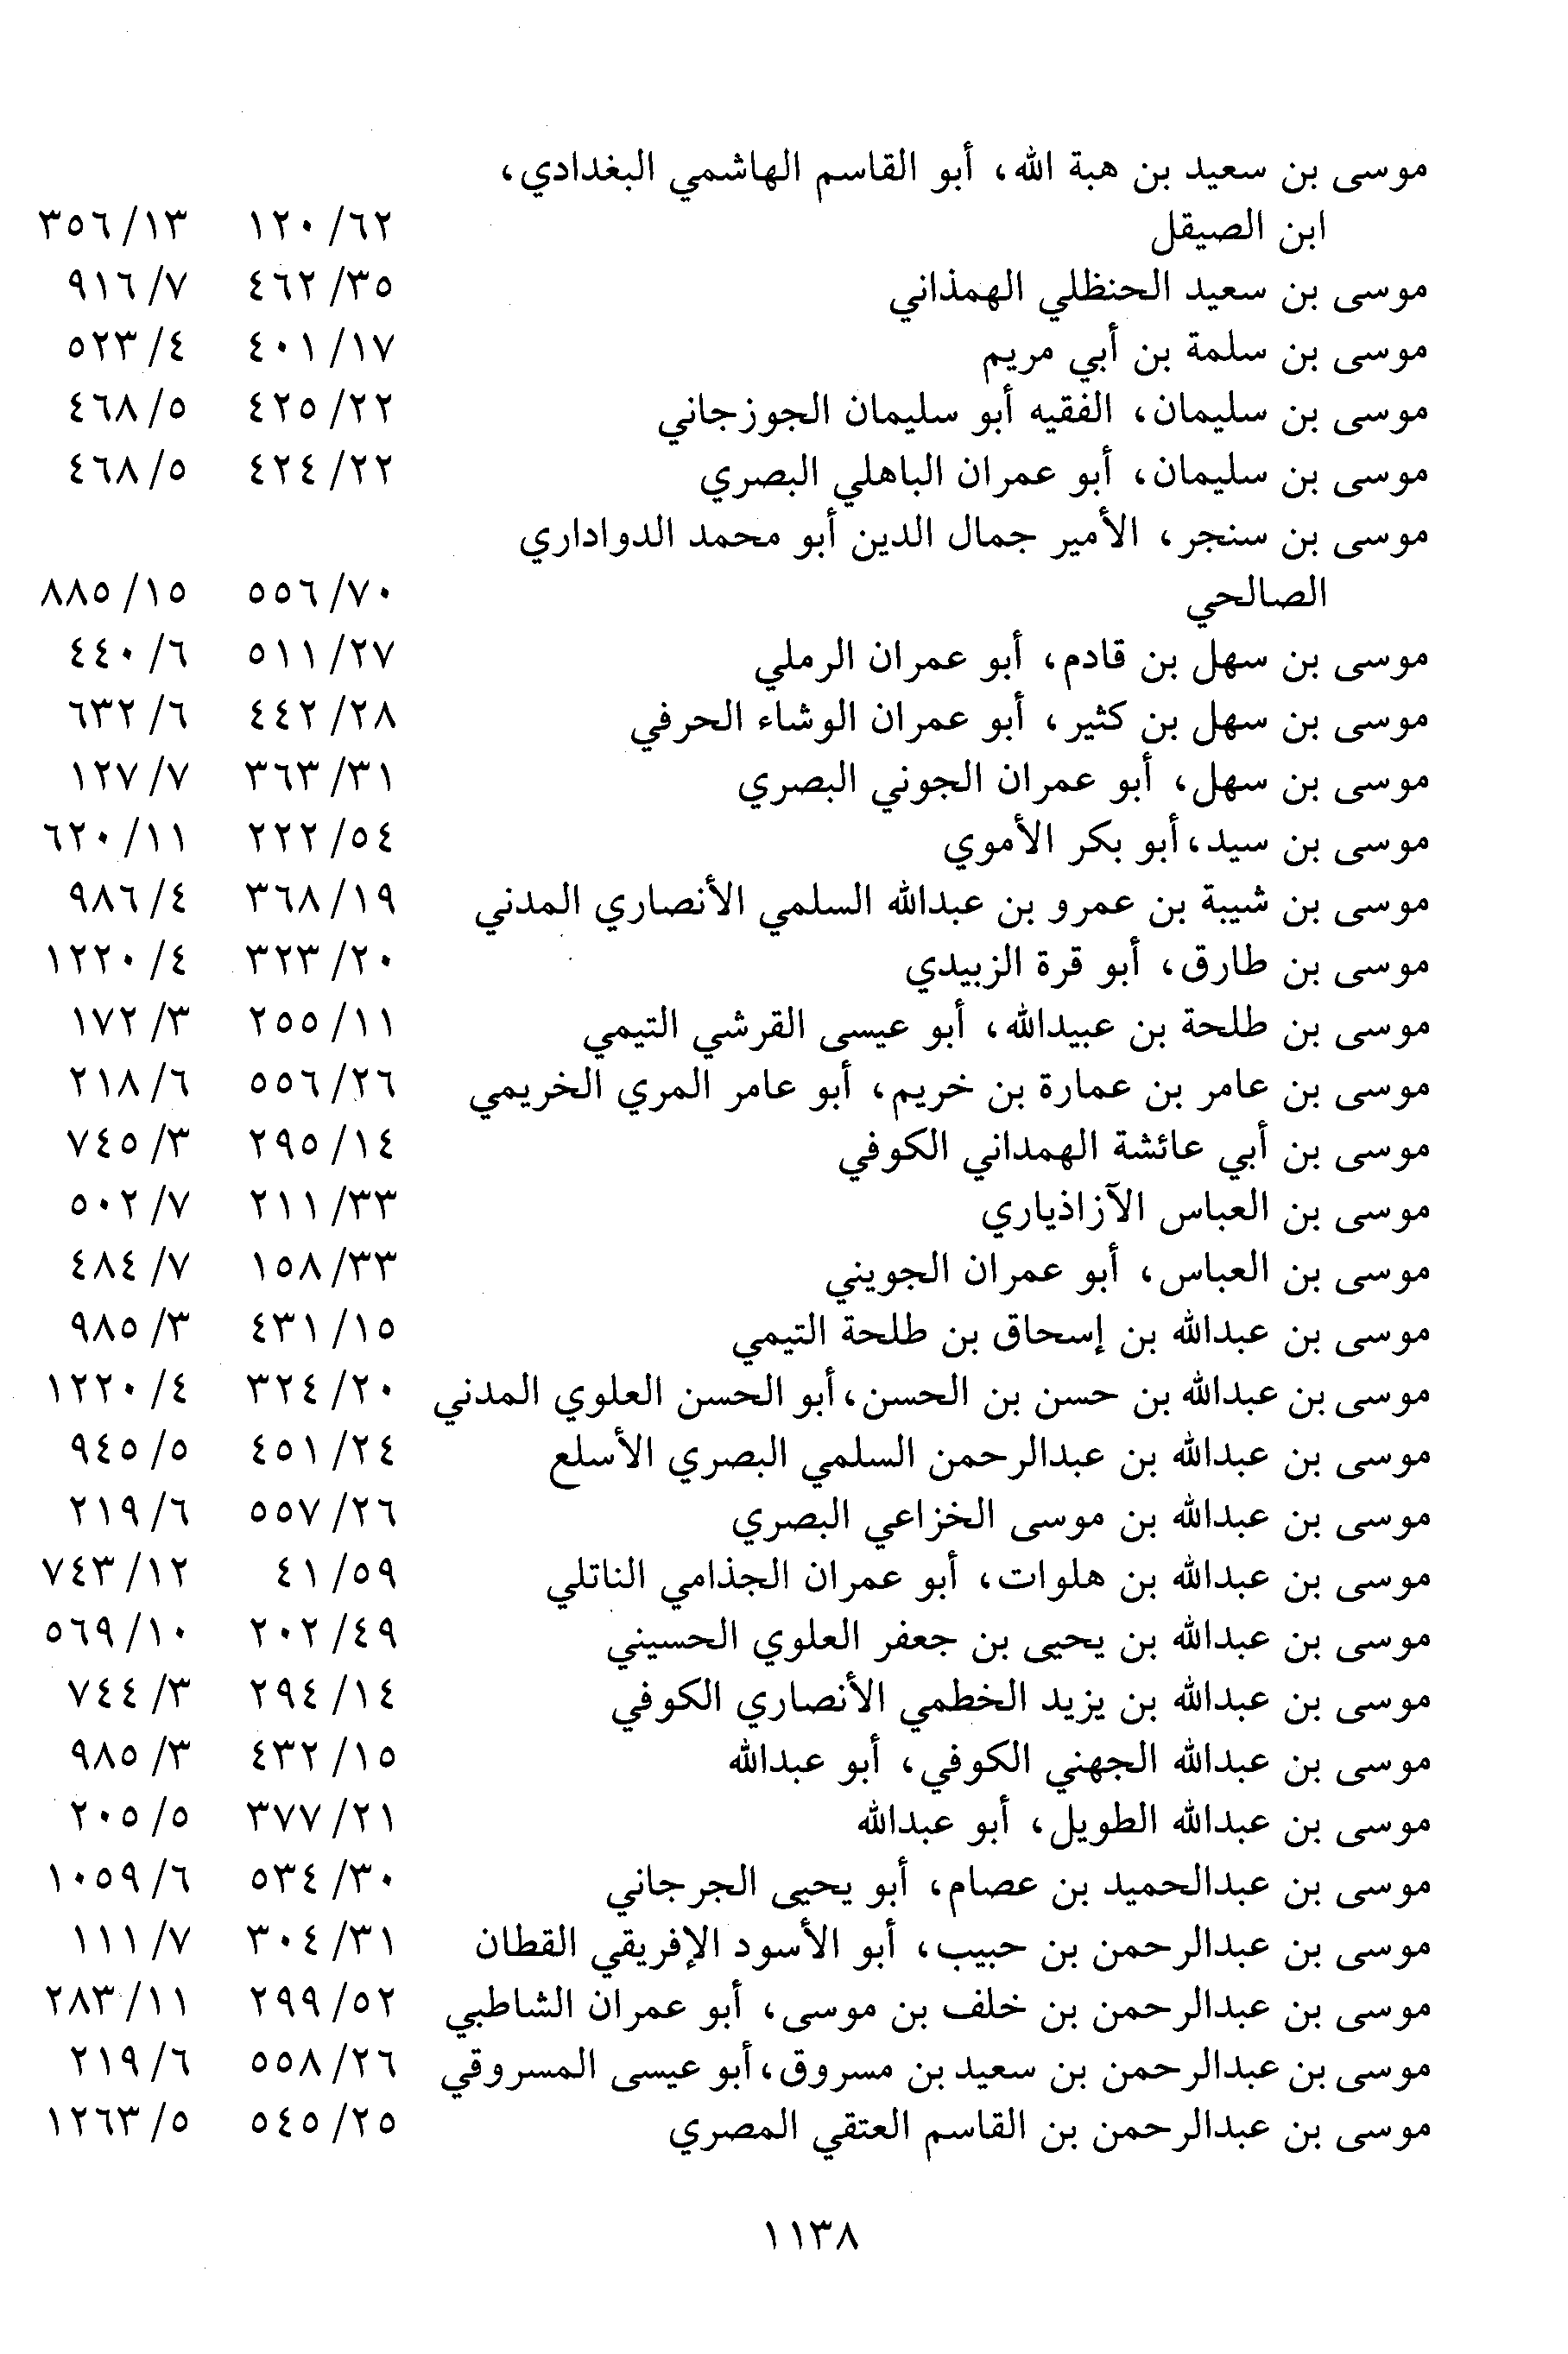 موسى بن سعيد بن هبة الله، أبو القاسم الهاشمي البغدادي،
ابن الصيقل ٦٢/ ١٢٠ ١٣/ ٣٥٦
موسى بن سعيد الحنظلي الهمذاني ٣٥/ ٤٦٢ ٧/ ٩١٦
موسى بن سلمة بن أبي مريم ١٧/ ٤٠١ ٤/ ٥٢٣
موسى بن سليمان، الفقيه أبو سليمان الجوزجاني ٢٢/ ٤٢٥ ٥/ ٤٦٨
موسى بن سليمان، أبو عمران الباهلي البصري ٢٢/ ٤٢٤ ٥/ ٤٦٨
موسى بن سنجر، الأمير جمال الدين أبو محمد الدواداري
الصالحي ٧٠/ ٥٥٦ ١٥/ ٨٨٥
موسى بن سهل بن قادم، أبو عمران الرملي ٢٧/ ٥١١ ٦/ ٤٤٠
موسى بن سهل بن كثير، أبو عمران الوشاء الحرفي ٢٨/ ٤٤٢ ٦/ ٦٣٢
موسى بن سهل، أبو عمران الجوني البصري ٣١/ ٣٦٣ ٧/ ١٢٧
موسى بن سيد، أبو بكر الأموي ٥٤/ ٢٢٢ ١١/ ٦٢٠
موسى بن شيبة بن عمرو بن عبدالله السلمي الأنصاري المدني ١٩/ ٣٦٨ ٤/ ٩٨٦
موسى بن طارق، أبو قرة الزبيدي ٢٠/ ٣٢٣ ٤/ ١٢٢٠
موسى بن طلحة بن عبيدالله، أبو عيسى القرشي التيمي ١١/ ٢٥٥ ٣/ ١٧٢
موسى بن عامر بن عمارة بن خريم، أبو عامر المري الخريمي ٢٦/ ٥٥٦ ٦/ ٢١٨
موسى بن أبي عائشة الهمداني الكوفي ١٤/ ٢٩٥ ٣/ ٧٤٥
موسى بن العباس الآزاذياري ٣٣/ ٢١١ ٧/ ٥٠٢
موسى بن العباس، أبو عمران الجويني ٣٣/ ١٥٨ ٧/ ٤٨٤
موسى بن عبدالله بن إسحاق بن طلحة التيمي ١٥/ ٤٣١ ٣/ ٩٨٥
موسى بن عبدالله بن حسن بن الحسن، أبو الحسن العلوي المدني ٢٠/ ٣٢٤ ٤/ ١٢٢٠
موسى بن عبدالله بن عبدالرحمن السلمي البصري الأسلع ٢٤/ ٤٥١ ٥/ ٩٤٥
موسى بن عبدالله بن موسى الخزاعي البصري ٢٦/ ٥٥٧ ٦/ ٢١٩
موسى بن عبدالله بن هلوات، أبو عمران الجذامي الناتلي ٥٩/ ٤١ ١٢/ ٧٤٣
موسى بن عبدالله بن يحيى بن جعفر العلوي الحسيني ٤٩/ ٢٠٢ ١٠/ ٥٦٩
موسى بن عبدالله بن يزيد الخطمي الأنصاري الكوفي ١٤/ ٢٩٤ ٣/ ٧٤٤
موسى بن عبدالله الجهني الكوفي، أبو عبدالله ١٥/ ٤٣٢ ٣/ ٩٨٥
موسى بن عبدالله الطويل، أبو عبدالله ٢١/ ٣٧٧ ٥/ ٢٠٥
موسى بن عبدالحميد بن عصام، أبو يحيى الجرجاني ٣٠/ ٥٣٤ ٦/ ١٠٥٩
موسى بن عبدالرحمن بن حبيب، أبو الأسود الإفريقي القطان ٣١/ ٣٠٤ ٧/ ١١١
موسى بن عبدالرحمن بن خلف بن موسى، أبو عمران الشاطبي ٥٢/ ٢٩٩ ١١/ ٢٨٣
موسى بن عبدالرحمن بن سعيد بن مسروق، أبو عيسى المسروقي ٢٦/ ٥٥٨ ٦/ ٢١٩
موسى بن عبدالرحمن بن القاسم العتقي المصري ٢٥/ ٥٤٥ ٥/ ١٢٦٣
١١٣٨